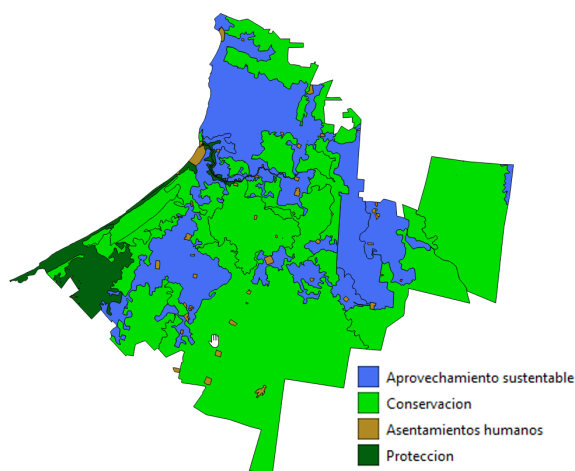 Aprovechamiento sustentable
Conservacion
Asentamientos humanos
Proteccion